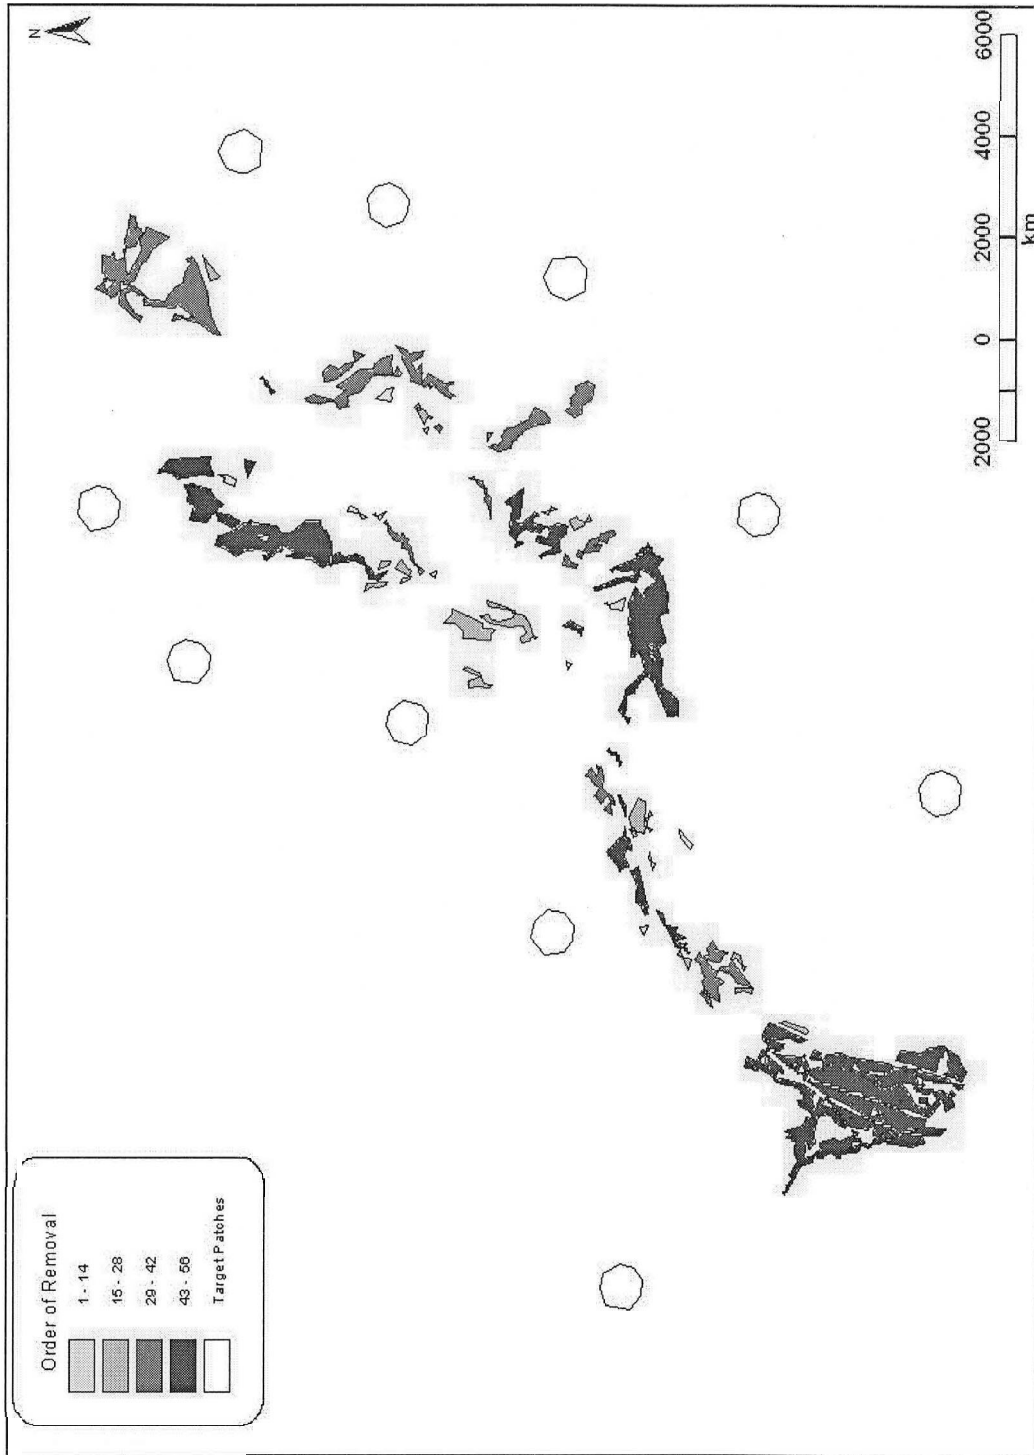 N
Order of Removal
1 - 14
15 - 28
29 - 42
43 - 56
Target Patches
2000 0 2000 4000 6000
km